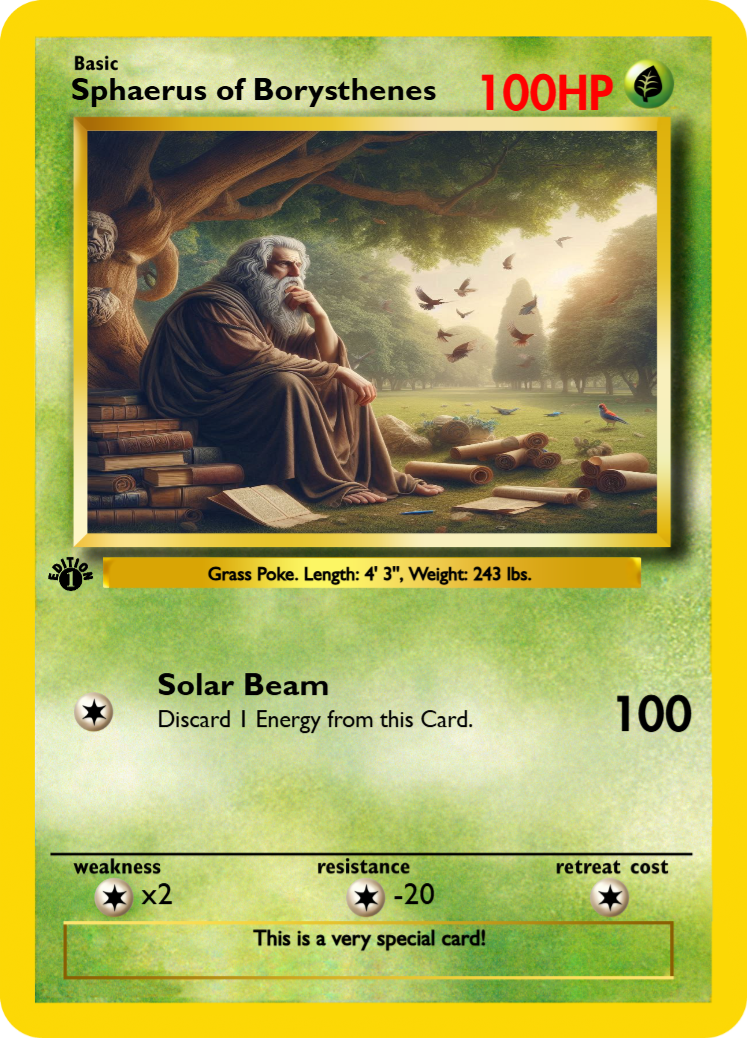 Basic
Sphaerus of Borysthenes 100HP
EDITION 1
Grass Poke. Length: 4' 3", Weight: 243 lbs.
Solar Beam
Discard 1 Energy from this Card.
100
weakness resistance retreat cost
x2 -20
This is a very special card!